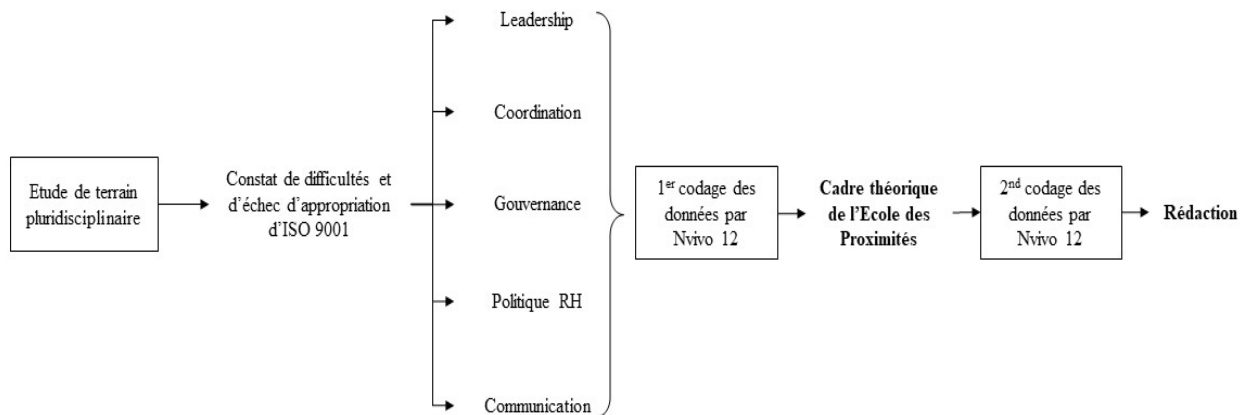 Leadership
Coordination
Gouvernance
Politique RH
Communication
Etude de terrain
pluridisciplinaire
Constat de difficultés et
d'échec d'appropriation
d'ISO 9001
1er codage des
données par
Nvivo 12
Cadre théorique
de l'Ecole des
Proximités
2nd codage des
données par
Nvivo 12
Rédaction